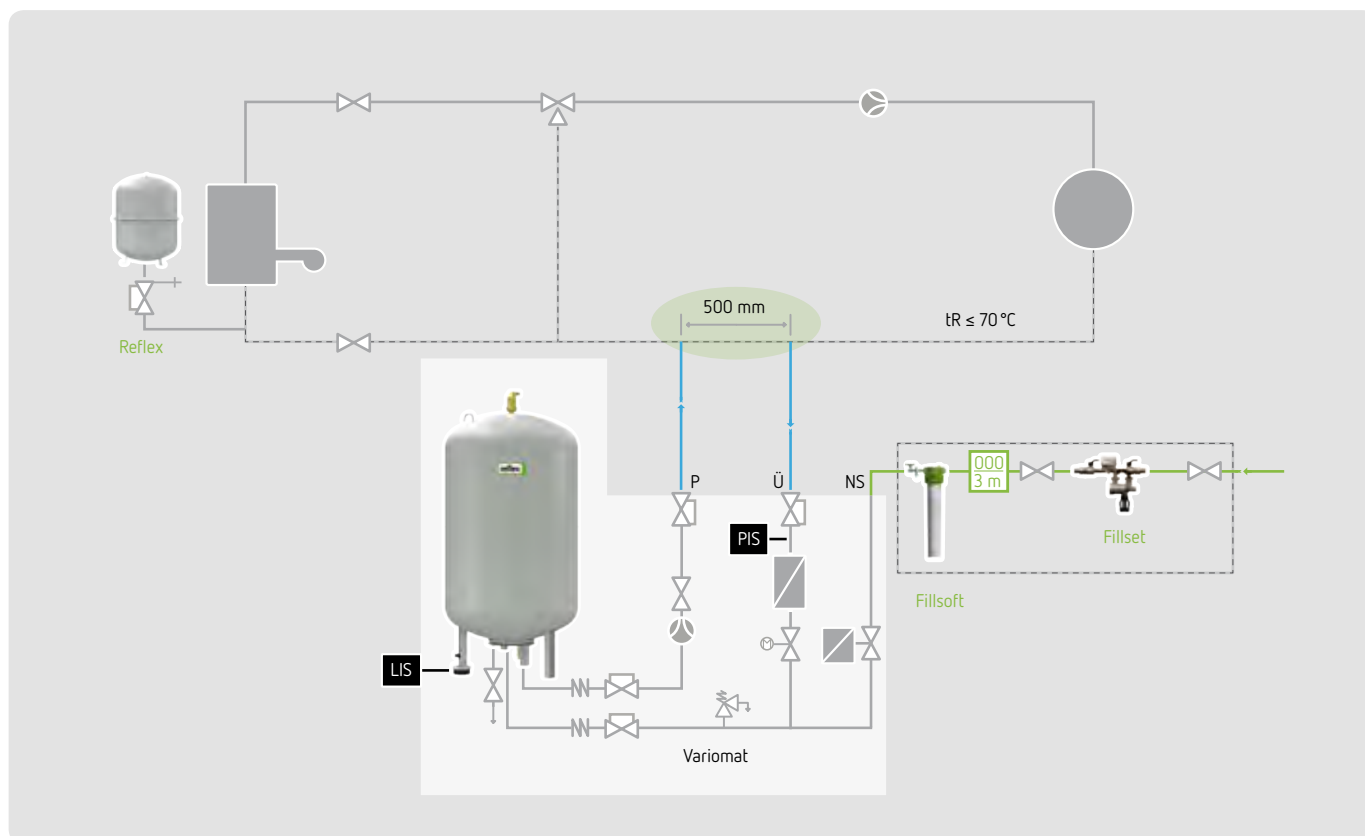 500 mm
tR ≤ 70 °C
Reflex
P
Ü
NS
000
3 m
PIS
Fillset
Fillsoft
LIS
Variomat